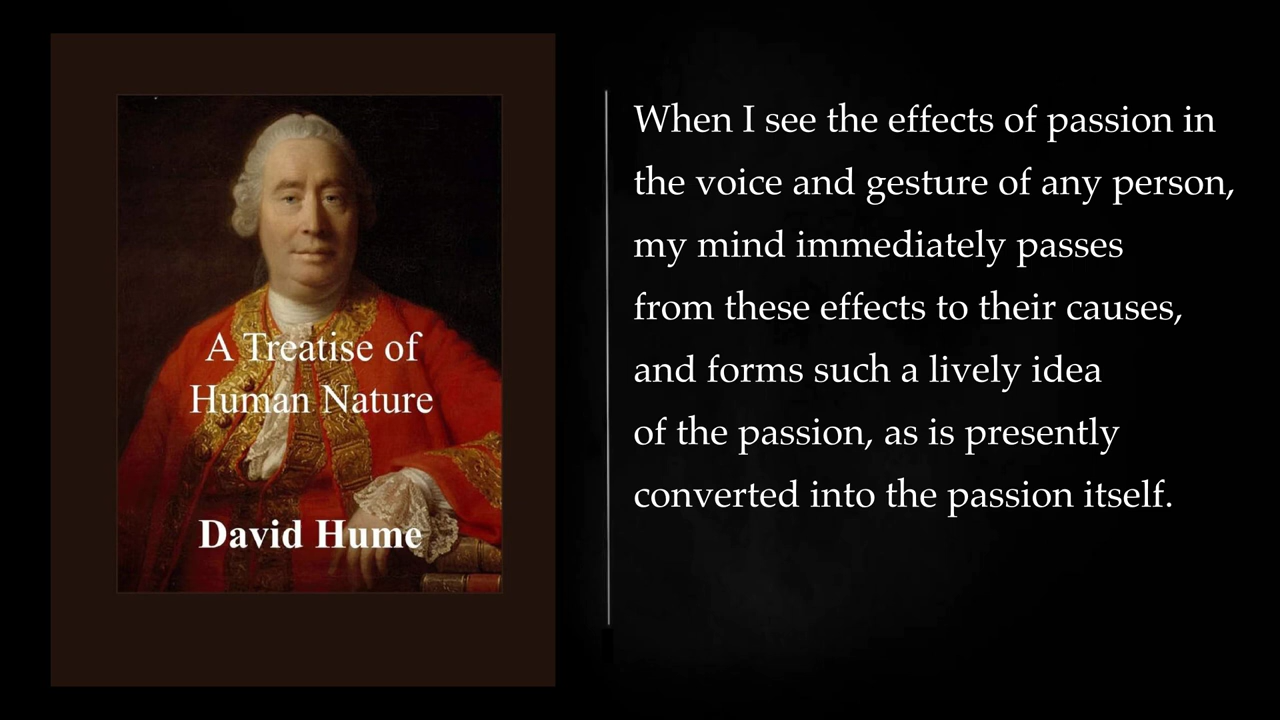 A Treatise of
Human Nature
David Hume
When I see the effects of passion in
the voice and gesture of any person,
my mind immediately passes
from these effects to their causes,
and forms such a lively idea
of the passion, as is presently
converted into the passion itself.